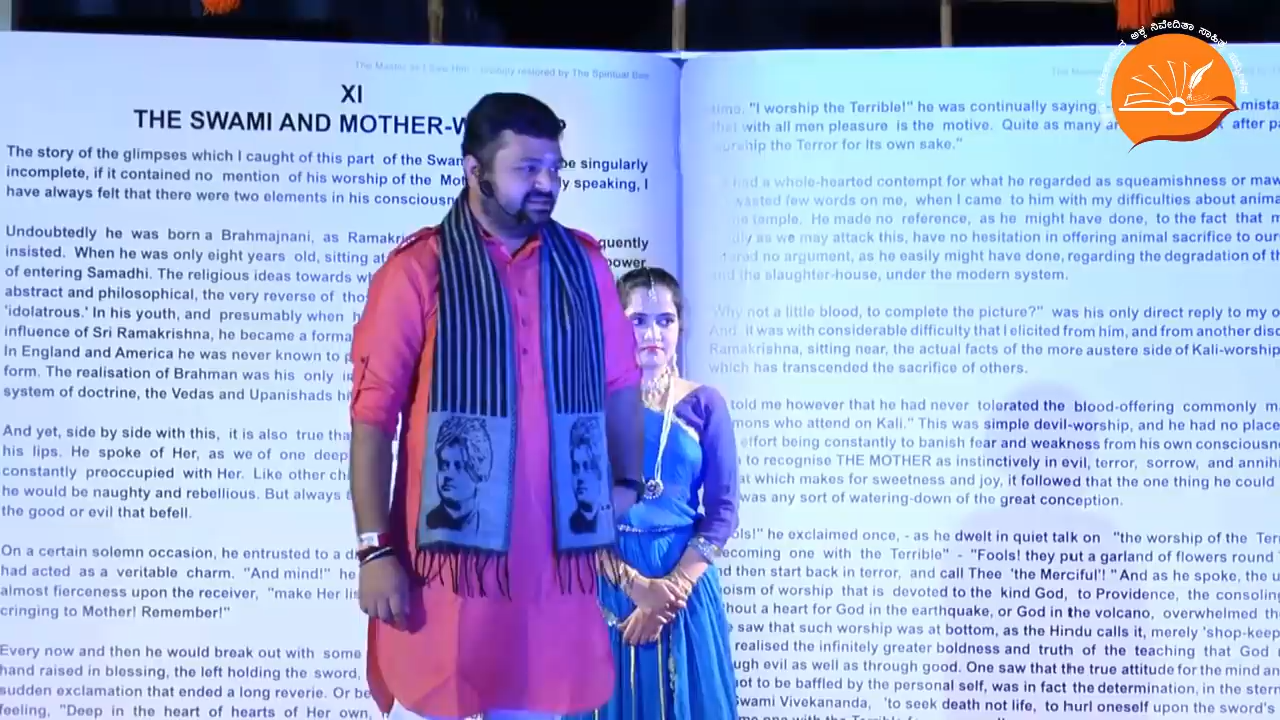 The Master as I Saw Him
restored by The Spiritual Bee
XI
THE SWAMI AND MOTHER-W
The story of the glimpses which I caught of this part of the Swam
be singularly
incomplete, if it contained no mention of his worship of the Mot
ly speaking, I
have always felt that there were two elements in his consciousn
Undoubtedly he was born a Brahmajnani, as Ramakri
quently
insisted. When he was only eight years old, sitting at
power
of entering Samadhi. The religious ideas towards wh
abstract and philosophical, the very reverse of thos
'idolatrous.' In his youth, and presumably when h
influence of Sri Ramakrishna, he became a forma
In England and America he was never known to p
form. The realisation of Brahman was his only i
system of doctrine, the Vedas and Upanishads hi
And yet, side by side with this, it is also true tha
his lips. He spoke of Her, as we of one deep
constantly preoccupied with Her. Like other ch
he would be naughty and rebellious. But always
the good or evil that befell.
On a certain solemn occasion, he entrusted to a d
had acted as a veritable charm. "And mind!" he
almost fierceness upon the receiver, "make Her lis
cringing to Mother! Remember!"
Every now and then he would break out with some
hand raised in blessing, the left holding the sword,
sudden exclamation that ended a long reverie. Or be
feeling, "Deep in the heart of hearts of Her own,
"I worship the Terrible!" he was continually saying,
mista
with all men pleasure is the motive. Quite as many ar
after pa
the Terror for Its own sake."
had a whole-hearted contempt for what he regarded as squeamishness or maw
wasted few words on me, when I came to him with my difficulties about anima
temple. He made no reference, as he might have done, to the fact that m
as we may attack this, have no hesitation in offering animal sacrifice to our
no argument, as he easily might have done, regarding the degradation of th
the slaughter-house, under the modern system.
Why not a little blood, to complete the picture?" was his only direct reply to my o
And it was with considerable difficulty that I elicited from him, and from another disc
Ramakrishna, sitting near, the actual facts of the more austere side of Kali-worship
which has transcended the sacrifice of others.
told me however that he had never tolerated the blood-offering commonly m
mons who attend on Kali." This was simple devil-worship, and he had no place
effort being constantly to banish fear and weakness from his own consciousn
to recognise THE MOTHER as instinctively in evil, terror, sorrow, and annihi
at which makes for sweetness and joy, it followed that the one thing he could
was any sort of watering-down of the great conception.
ols!" he exclaimed once, - as he dwelt in quiet talk on "the worship of the Terr
ecoming one with the Terrible" - "Fools! they put a garland of flowers round
d then start back in terror, and call Thee 'the Merciful'! "And as he spoke, the u
oism of worship that is devoted to the kind God, to Providence, the consoling
hout a heart for God in the earthquake, or God in the volcano, overwhelmed the
saw that such worship was at bottom, as the Hindu calls it, merely 'shop-keep
realised the infinitely greater boldness and truth of the teaching that God
ugh evil as well as through good. One saw that the true attitude for the mind an
not to be baffled by the personal self, was in fact the determination, in the stern
Swami Vivekananda, 'to seek death not life, to hurl oneself upon the sword's
me one with the Terrible
ಅಕ್ಕ ನಿವೇದಿತಾ